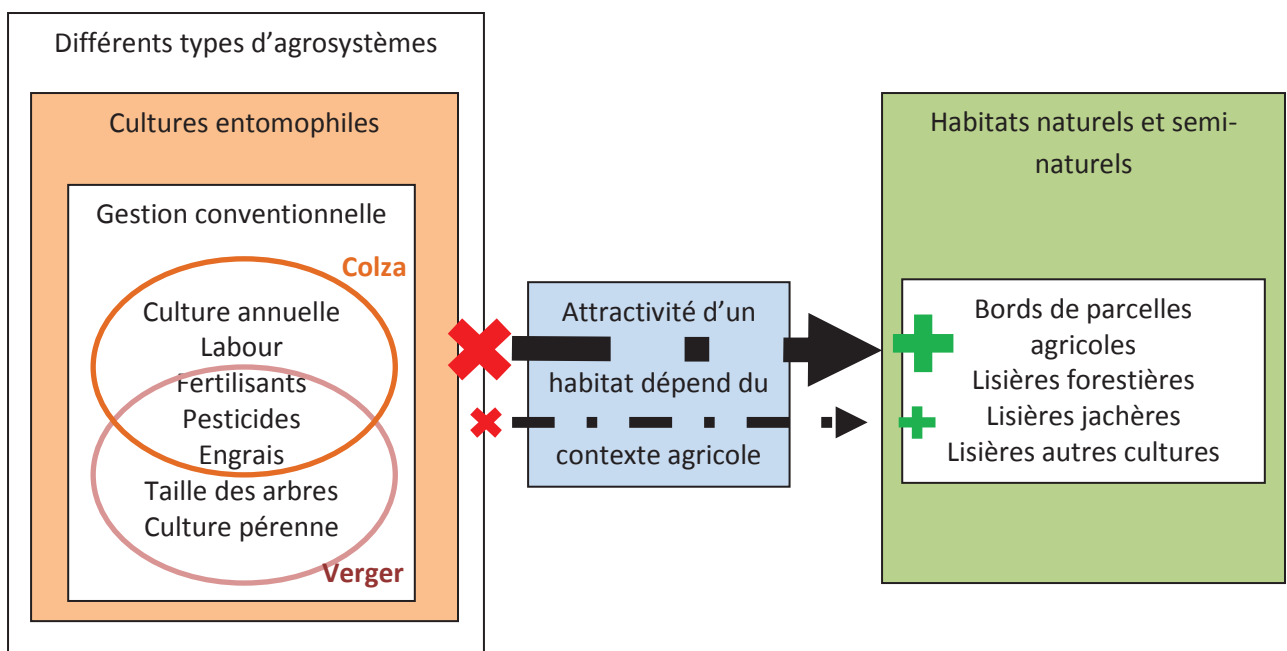 Différents types d'agrosystèmes
Cultures entomophiles
Gestion conventionnelle
Colza
Culture annuelle
Labour
Fertilisants
Pesticides
Engrais
Taille des arbres
Culture pérenne
Verger
Attractivité d'un
habitat dépend du
contexte agricole
Habitats naturels et semi-
naturels
Bords de parcelles
agricoles
Lisières forestières
Lisières jachères
Lisières autres cultures